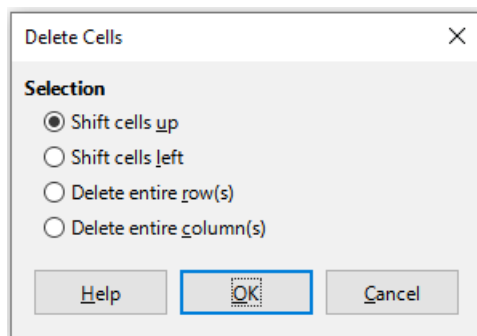 Delete Cells
Selection
Shift cells up
Shift cells left
Delete entire row(s)
Delete entire column(s)
Help OK Cancel